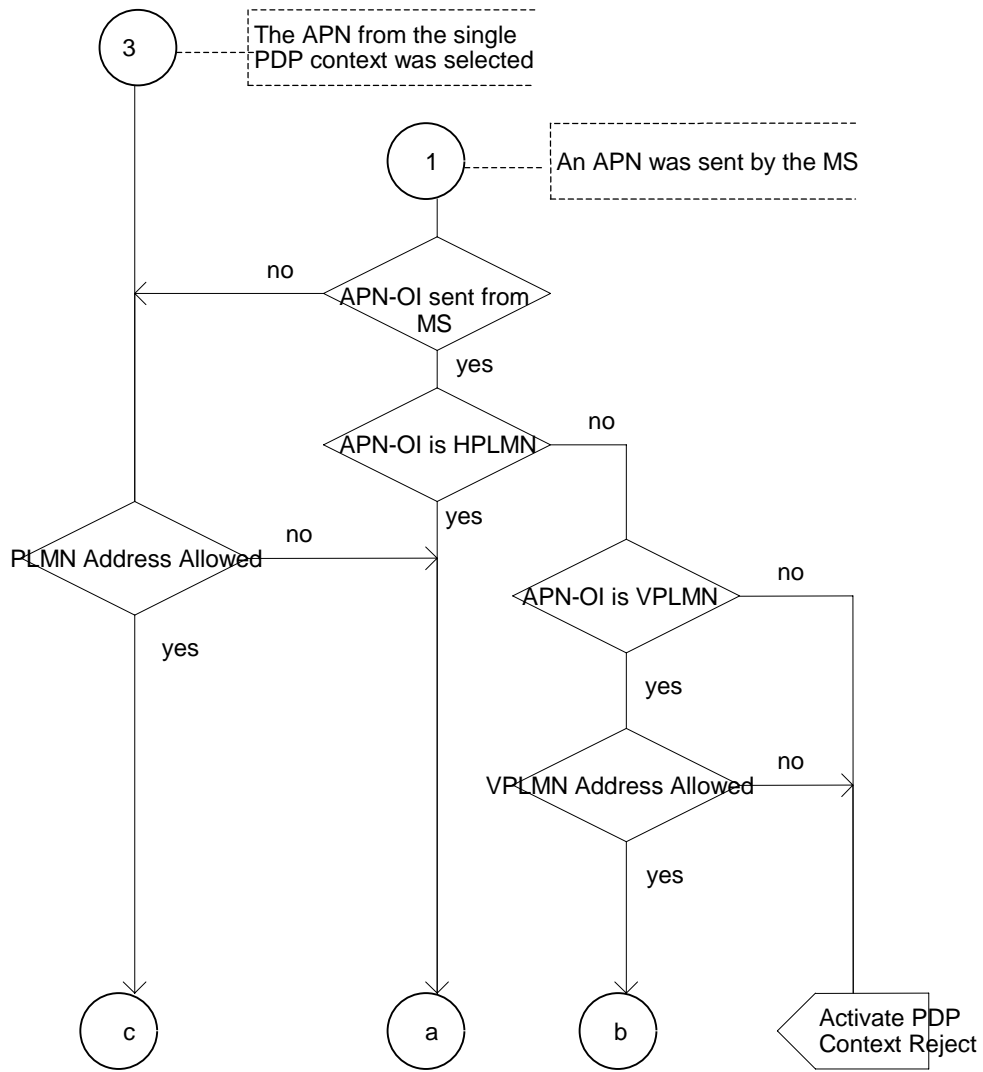 3
The APN from the single
PDP context was selected
1
An APN was sent by the MS
no
APN-OI sent from
MS
yes
no
APN-OI is HPLMN
yes
no
PLMN Address Allowed
no
APN-OI is VPLMN
yes
yes
no
VPLMN Address Allowed
yes
c
a
b
Activate PDP
Context Reject